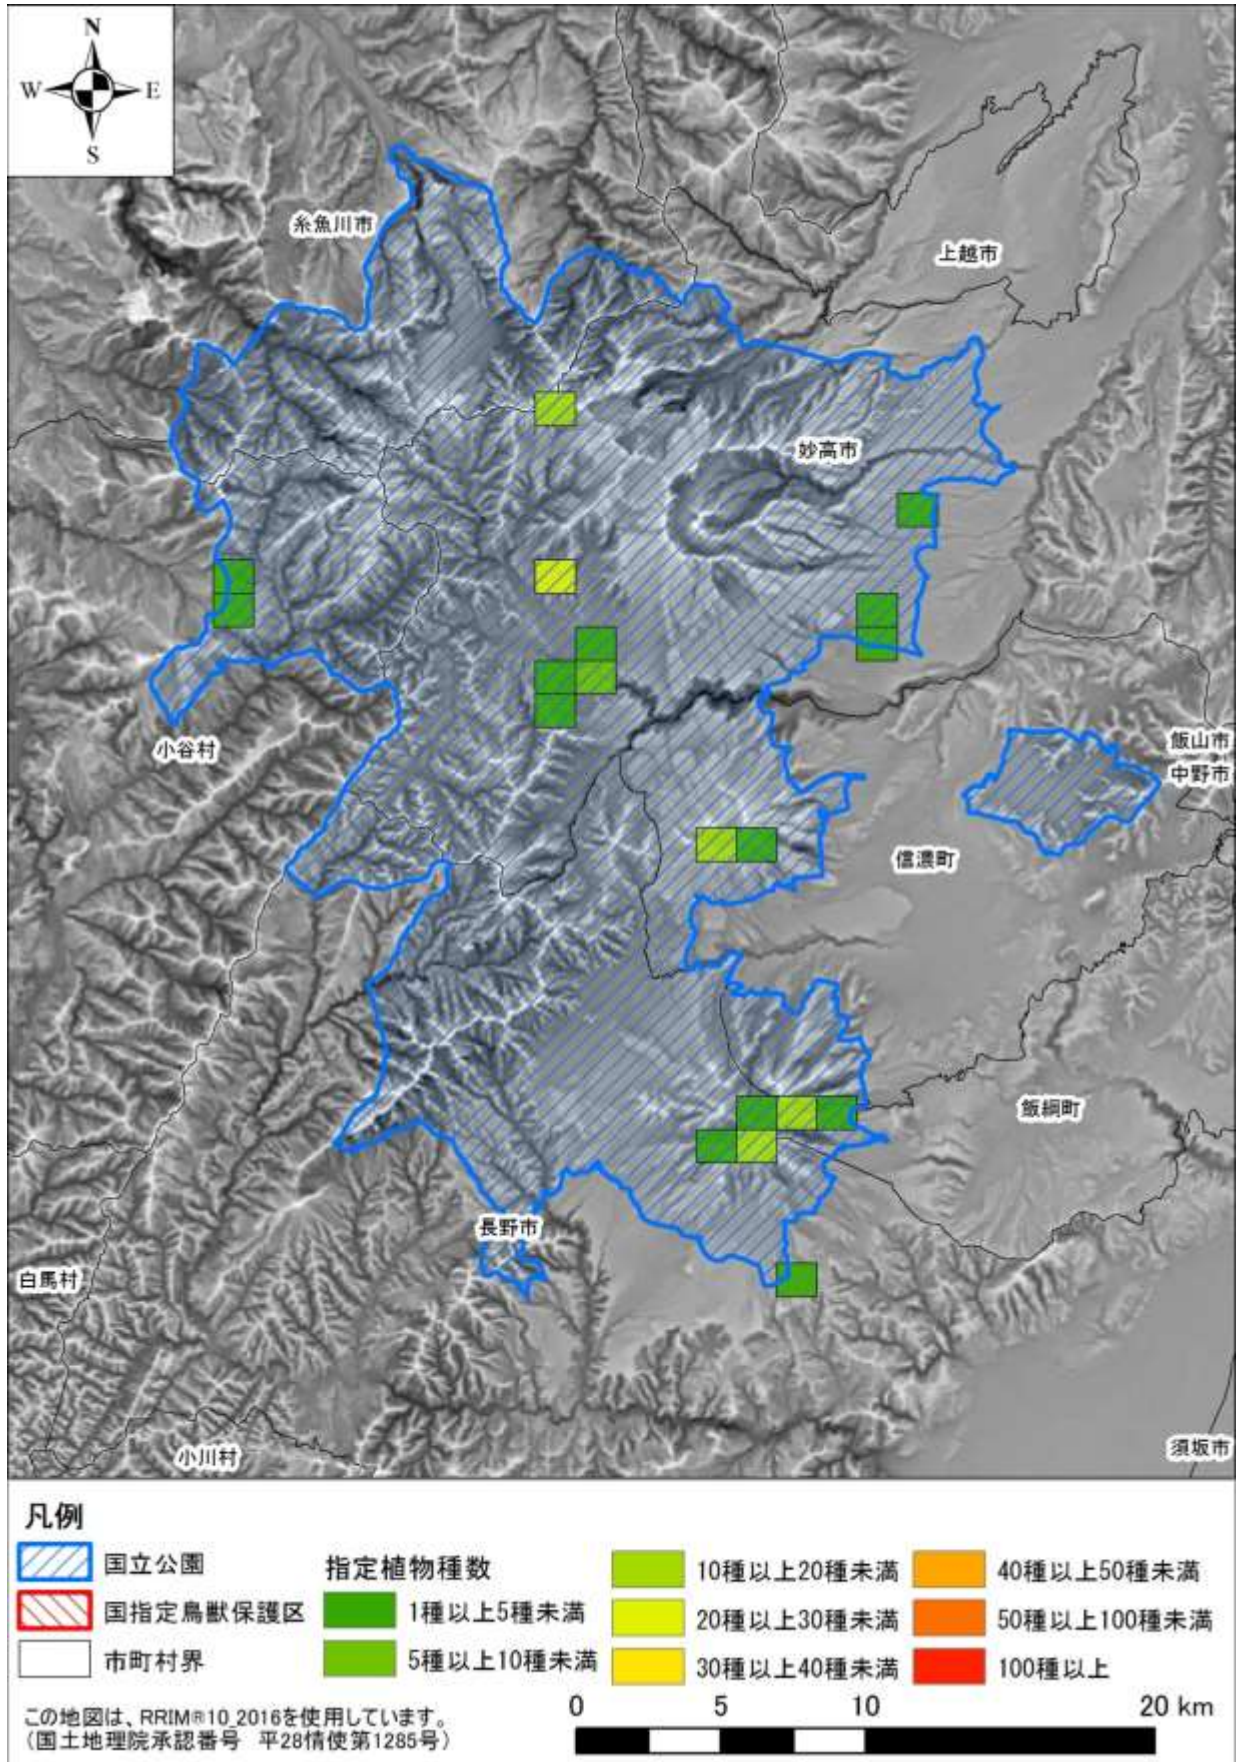 N
W E
S
糸魚川市
上越市
妙高市
小谷村
飯山市
中野市
信濃町
飯綱町
長野市
白馬村
小川村
須坂市
凡例
国立公園
国指定鳥獣保護区
市町村界
指定植物種数
1種以上5種未満
5種以上10種未満
10種以上20種未満
20種以上30種未満
30種以上40種未満
40種以上50種未満
50種以上100種未満
100種以上
この地図は、RRIM®10_2016を使用しています。
(国土地理院承認番号 平28情使第1285号)
0 5 10 20 km